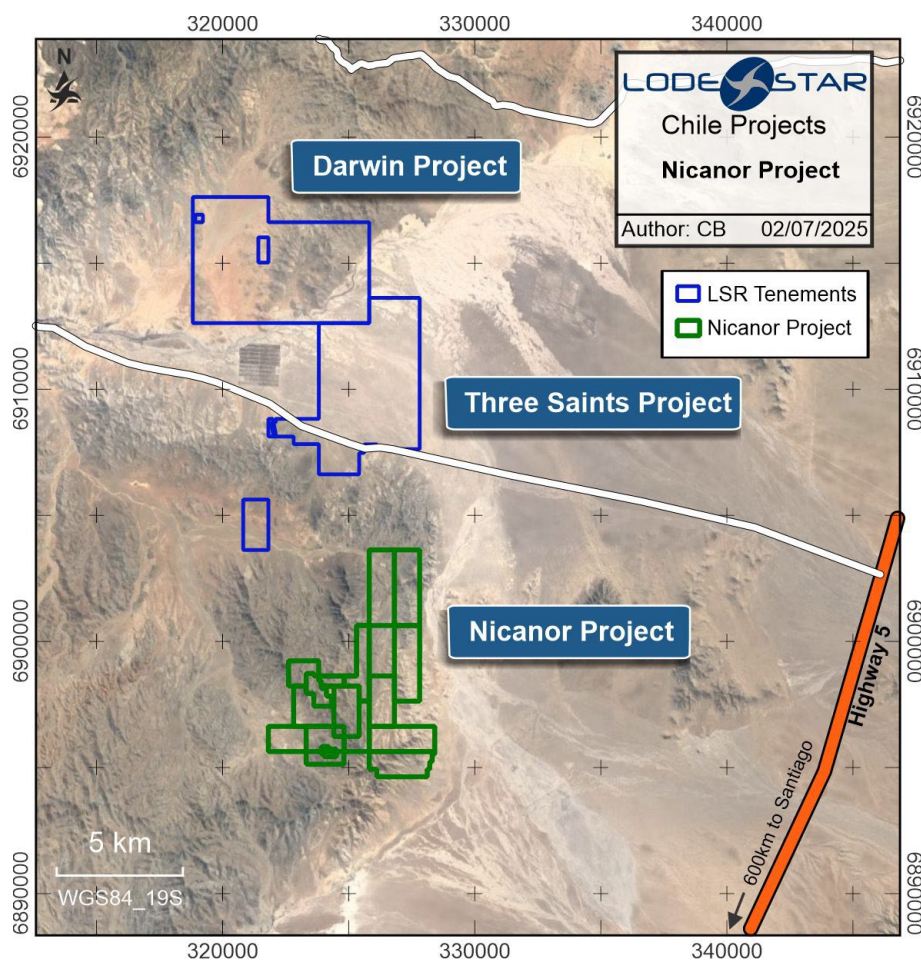 320000 330000 340000
N
LODE STAR
Chile Projects
Nicanor Project
Author: CB 02/07/2025
6920000
6920000
Darwin Project
LSR Tenements
Nicanor Project
6910000
6910000
Three Saints Project
Nicanor Project
6900000
6900000
Highway 5
600km to Santiago
5 km
WGS84_19S
6890000
6890000
320000 330000 340000